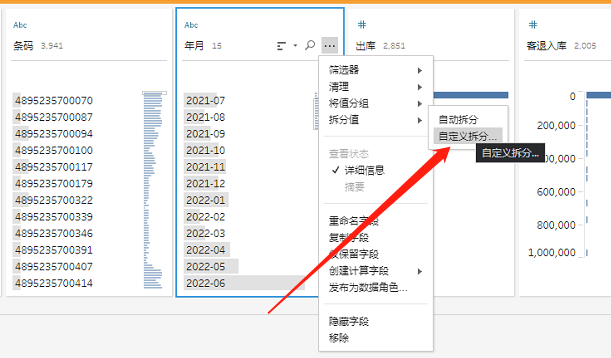 Abc
条码 3,941
4895235700070
4895235700087
4895235700094
4895235700100
4895235700117
4895235700179
4895235700322
4895235700339
4895235700346
4895235700391
4895235700407
4895235700414
Abc
年月 15
2021-07
2021-08
2021-09
2021-10
2021-11
2021-12
2022-01
2022-02
2022-03
2022-04
2022-05
2022-06
出库 2,851
客退入库 2,005
0
200,000
400,000
600,000
800,000
1,000,000
筛选器
清理
将值分组
拆分值
查看状态
详细信息
摘要
重命名字段
复制字段
仅保留字段
创建计算字段
发布为数据角色...
隐藏字段
移除
自动拆分
自定义拆分...
自定义拆分...